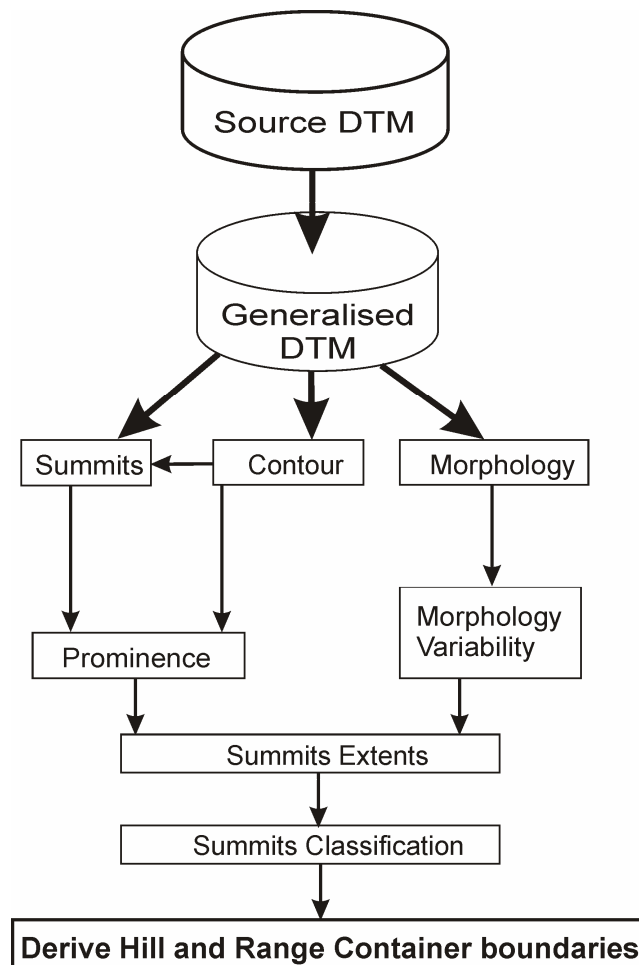 Source DTM
Generalised
DTM
Summits
Contour
Morphology
Morphology
Variability
Prominence
Summits Extents
Summits Classification
Derive Hill and Range Container boundaries